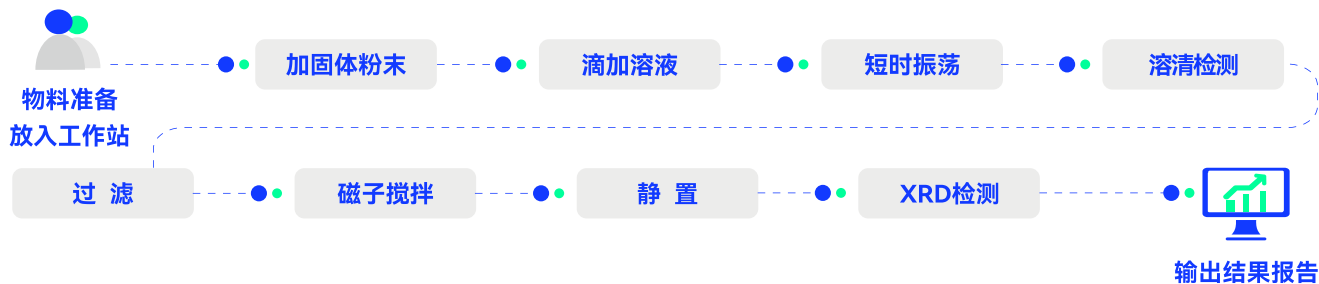 物料准备
放入工作站
加固体粉末
滴加溶液
短时振荡
溶清检测
过 滤
磁子搅拌
静 置
XRD检测
输出结果报告